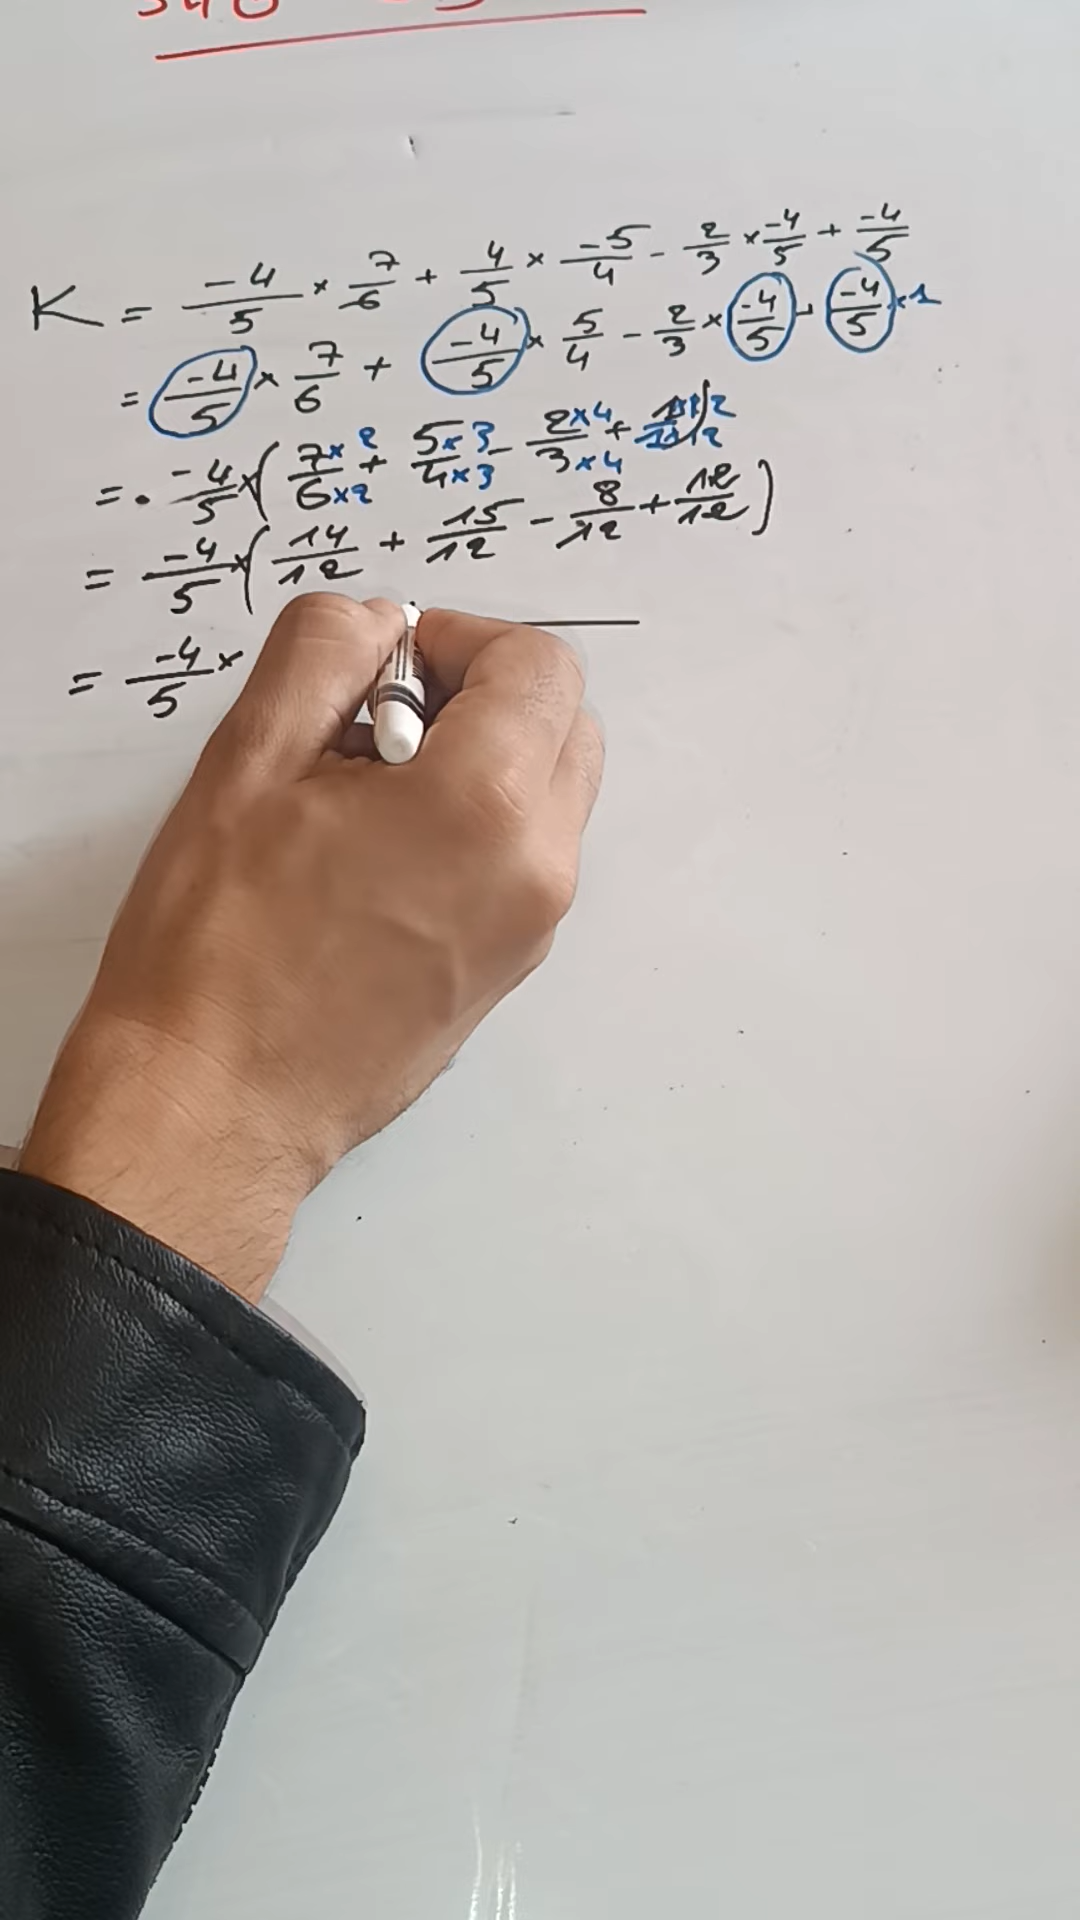 K = -4/5 × 7/6 + 4/5 × -5/4 - 2/3 × -4/5 + -4/5
= -4/5 × 7/6 + -4/5 × 5/4 - 2/3 × -4/5 + -4/5 × 1
= -4/5 × ( 7×2/6×2 + 5×3/4×3 - 2×4/3×4 + 1×12/1×12 )
= -4/5 × ( 14/12 + 15/12 - 8/12 + 12/12 )
= -4/5 ×